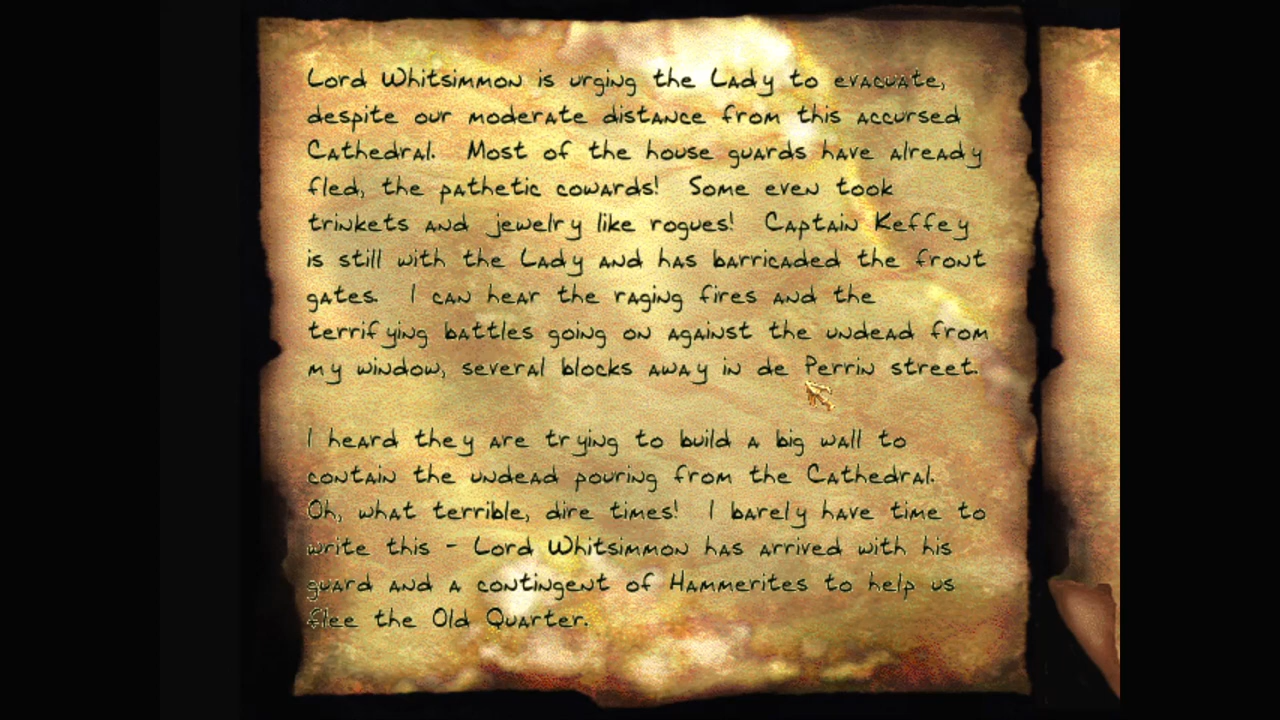 Lord Whitsimmon is urging the Lady to evacuate,
despite our moderate distance from this accursed
Cathedral. Most of the house guards have already
fled, the pathetic cowards! Some even took
trinkets and jewelry like rogues! Captain Keffey
is still with the Lady and has barricaded the front
gates. I can hear the raging fires and the
terrifying battles going on against the undead from
my window, several blocks away in de Perrin street.
I heard they are trying to build a big wall to
contain the undead pouring from the Cathedral.
Oh, what terrible, dire times! I barely have time to
write this - Lord Whitsimmon has arrived with his
guard and a contingent of Hammerites to help us
flee the Old Quarter.